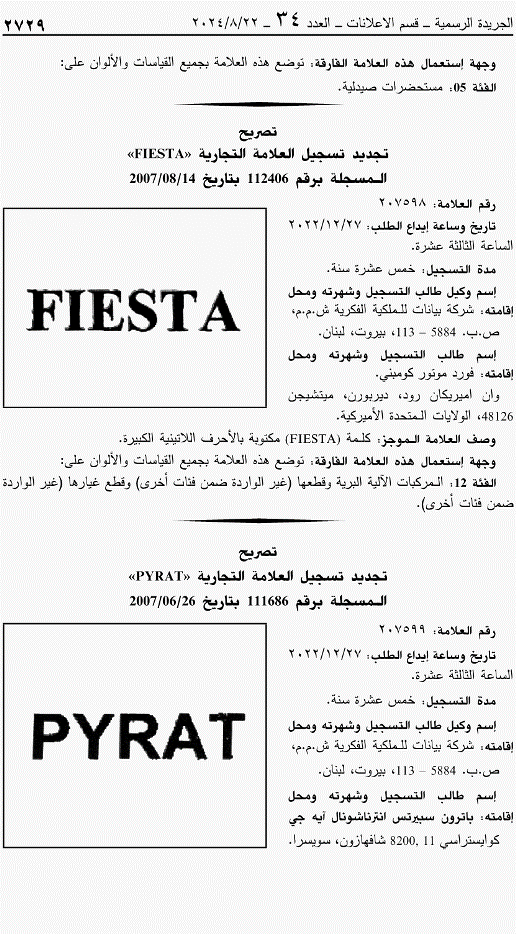 الجريدة الرسمية ــ قسم الاعلانات ــ العدد ٣٤ ــ ٢٠٢٤/٨/٢٢
٢٧٢٩
وجهة إستعمال هذه العلامة الفارقة: توضع هذه العلامة بجميع القياسات والألوان على:
الفئة 05: مستحضرات صيدلية.
تصريح
تجديد تسجيل العلامة التجارية «FIESTA»
المسجلة برقم 112406 بتاريخ 2007/08/14
رقم العلامة: ٢٠٧٥٩٨
تاريخ وساعة إيداع الطلب: ٢٠٢٢/١٢/٢٧
الساعة الثالثة عشرة.
مدة التسجيل: خمس عشرة سنة.
إسم وكيل طالب التسجيل وشهرته ومحل
إقامته: شركة بيانات للملكية الفكرية ش.م.م،
ص.ب. 5884 – 113، بيروت، لبنان.
إسم طالب التسجيل وشهرته ومحل
إقامته: فورد موتور كومبني.
وان اميريكان رود، ديربورن، ميتشيجن
48126، الولايات المتحدة الأميركية.
FIESTA
وصف العلامة الموجز: كلمة (FIESTA) مكتوبة بالأحرف اللاتينية الكبيرة.
وجهة إستعمال هذه العلامة الفارقة: توضع هذه العلامة بجميع القياسات والألوان على:
الفئة 12: المركبات الآلية البرية وقطعها (غير الواردة ضمن فئات أخرى) وقطع غيارها (غير الواردة
ضمن فئات أخرى).
تصريح
تجديد تسجيل العلامة التجارية «PYRAT»
المسجلة برقم 111686 بتاريخ 2007/06/26
رقم العلامة: ٢٠٧٥٩٩
تاريخ وساعة إيداع الطلب: ٢٠٢٢/١٢/٢٧
الساعة الثالثة عشرة.
مدة التسجيل: خمس عشرة سنة.
إسم وكيل طالب التسجيل وشهرته ومحل
إقامته: شركة بيانات للملكية الفكرية ش.م.م،
ص.ب. 5884 – 113، بيروت، لبنان.
إسم طالب التسجيل وشهرته ومحل
إقامته: باترون سبيرتس انترناشونال آيه جي
كوايستراسي 11 ,8200 شافهازون، سويسرا.
PYRAT